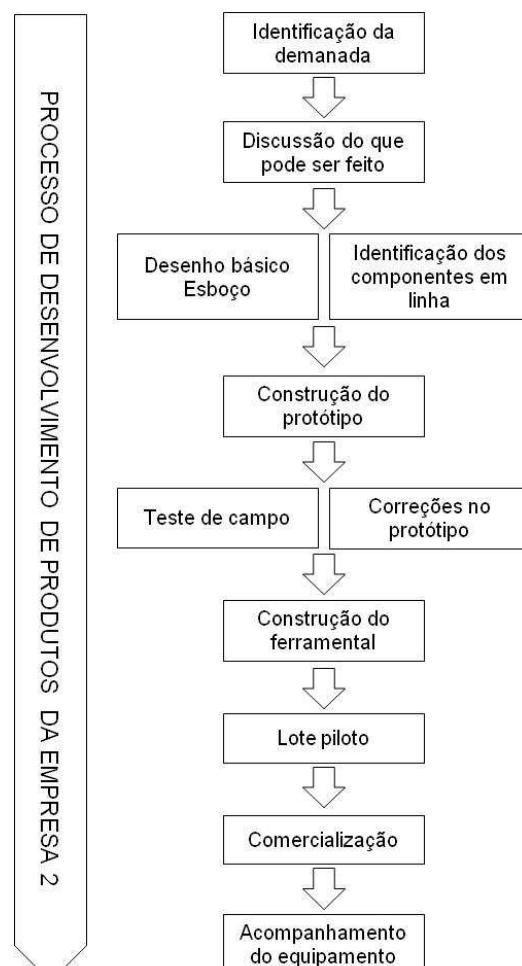 PROCESSO DE DESENVOLVIMENTO DE PRODUTOS DA EMPRESA 2
Identificação da
demanada
Discussão do que
pode ser feito
Desenho básico
Esboço
Identificação dos
componentes em
linha
Construção do
protótipo
Teste de campo
Correções no
protótipo
Construção do
ferramental
Lote piloto
Comercialização
Acompanhamento
do equipamento